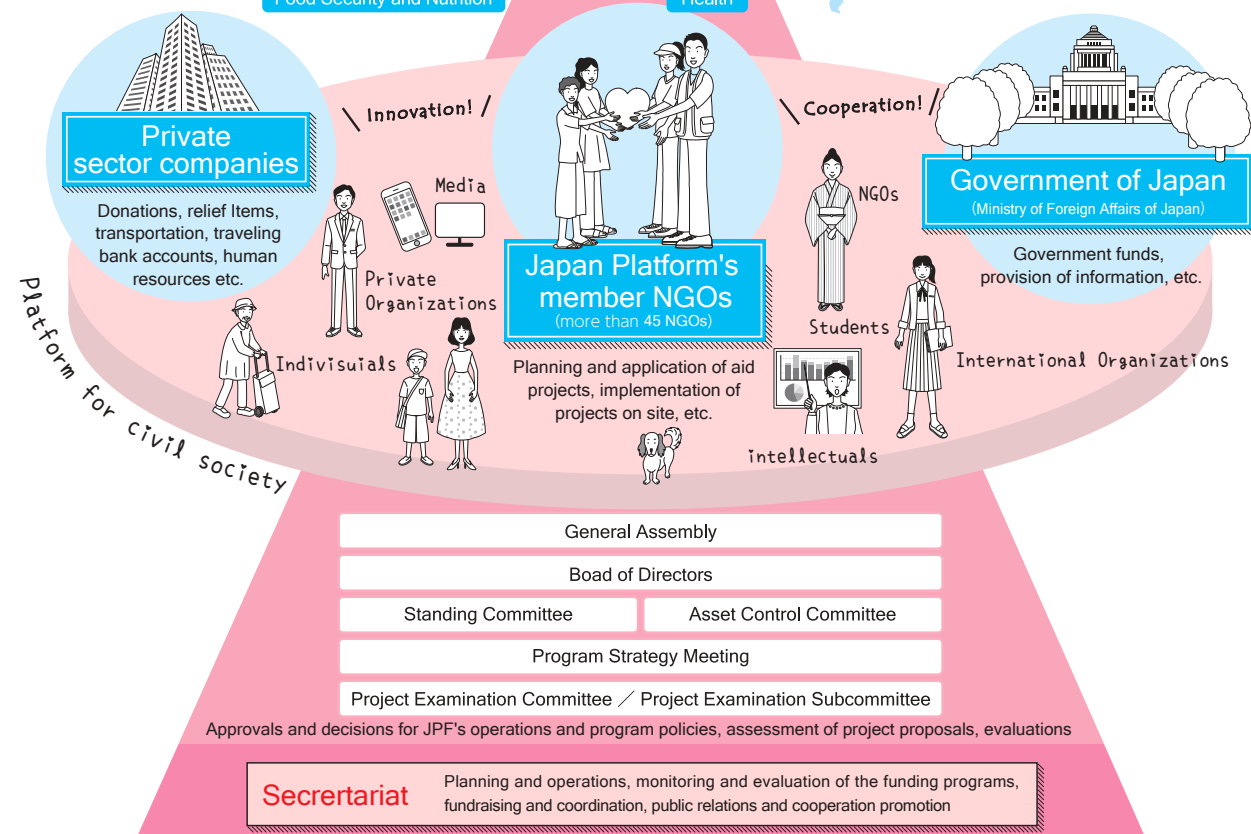 Food Security and Nutrition
Health
Innovation!
Cooperation!
Private
sector companies
Donations, relief Items,
transportation, traveling
bank accounts, human
resources etc.
Media
Private
Organizations
Indivisuials
Japan Platform's
member NGOs
(more than 45 NGOs)
Planning and application of aid
projects, implementation of
projects on site, etc.
NGOs
Students
intellectuals
International Organizations
Government of Japan
(Ministry of Foreign Affairs of Japan)
Government funds,
provision of information, etc.
Platform for civil society
General Assembly
Boad of Directors
Standing Committee
Asset Control Committee
Program Strategy Meeting
Project Examination Committee ／ Project Examination Subcommittee
Approvals and decisions for JPF's operations and program policies, assessment of project proposals, evaluations
Secrertariat
Planning and operations, monitoring and evaluation of the funding programs,
fundraising and coordination, public relations and cooperation promotion